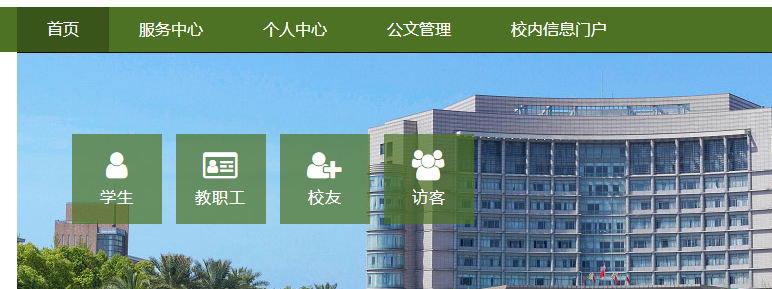 首页 服务中心 个人中心 公文管理 校内信息门户
学生 教职工 校友 访客